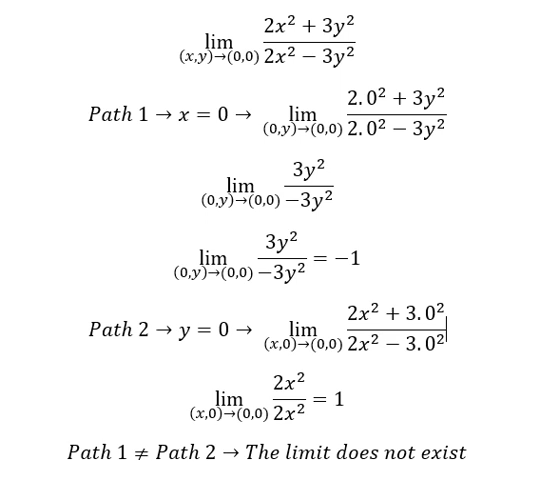 lim (x,y)→(0,0) (2x² + 3y²)/(2x² − 3y²)
Path 1 → x = 0 → lim (0,y)→(0,0) (2.0² + 3y²)/(2.0² − 3y²)
lim (0,y)→(0,0) (3y²)/(−3y²)
lim (0,y)→(0,0) (3y²)/(−3y²) = −1
Path 2 → y = 0 → lim (x,0)→(0,0) (2x² + 3.0²)/(2x² − 3.0²)
lim (x,0)→(0,0) (2x²)/(2x²) = 1
Path 1 ≠ Path 2 → The limit does not exist